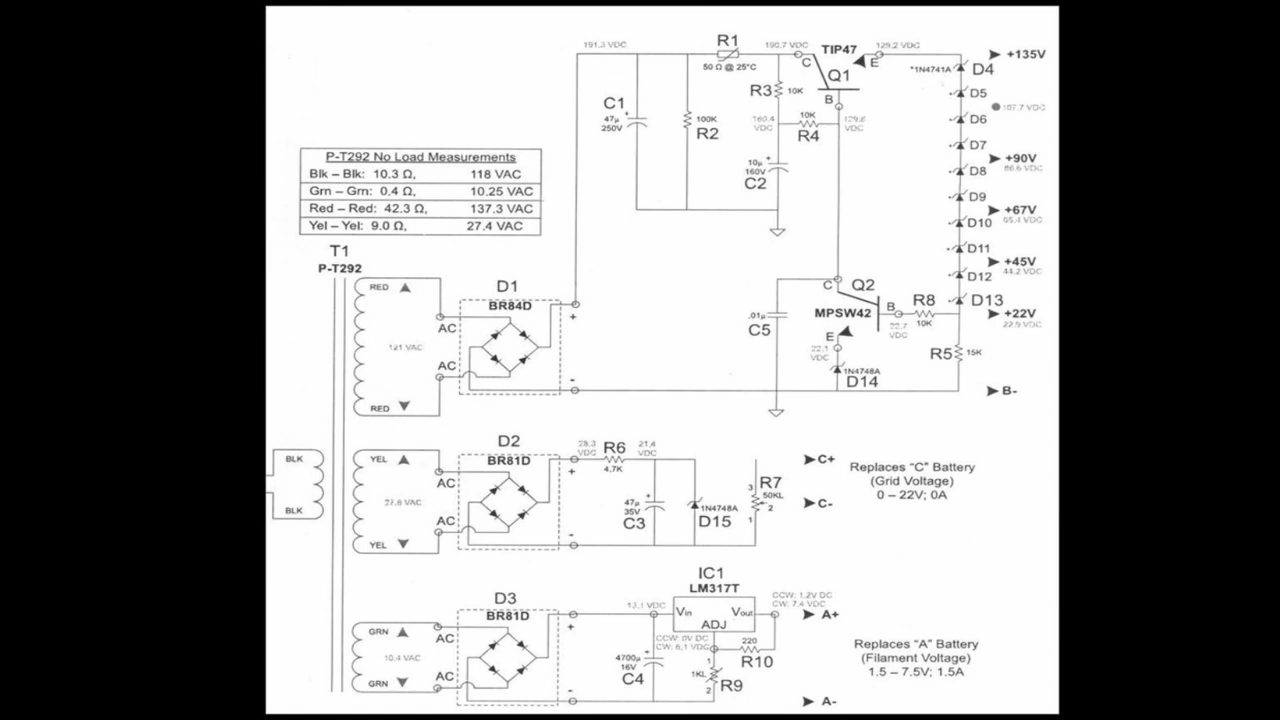 P-T292 No Load Measurements
Blk – Blk: 10.3 Ω, 118 VAC
Grn – Grn: 0.4 Ω, 10.25 VAC
Red – Red: 42.3 Ω, 137.3 VAC
Yel – Yel: 9.0 Ω, 27.4 VAC
T1
P-T292
BLK
BLK
RED
121 VAC
RED
AC
AC
D1
BR84D
+
-
191.3 VDC
C1
47µ
250V
+
100K
R2
R1
50 Ω @ 25°C
190.7 VDC
R3
10K
160.4
VDC
10K
R4
10µ
160V
C2
+
TIP47
C
E
Q1
B
129.2 VDC
129.8
VDC
*1N4741A
D4
D5
D6
D7
D8
D9
D10
D11
D12
D13
+135V
107.7 VDC
+90V
86.6 VDC
+67V
65.4 VDC
+45V
44.2 VDC
+22V
22.9 VDC
B-
C
Q2
MPSW42
B
E
22.7
VDC
R8
10K
R5
15K
.01µ
C5
22.1
VDC
1N4748A
D14
YEL
27.6 VAC
YEL
AC
AC
D2
BR81D
+
-
28.3
VDC
R6
4.7K
21.4
VDC
47µ
35V
C3
+
1N4748A
D15
3
R7
50KL
2
1
C+
C-
Replaces "C" Battery
(Grid Voltage)
0 – 22V; 0A
GRN
10.4 VAC
GRN
AC
AC
D3
BR81D
+
-
13.1 VDC
IC1
LM317T
Vin
Vout
ADJ
CCW: 1.2V DC
CW: 7.4 VDC
CCW: 0V DC
CW: 6.1 VDC
220
R10
4700µ
16V
C4
+
1
1KL
R9
2
A+
A-
Replaces "A" Battery
(Filament Voltage)
1.5 – 7.5V; 1.5A